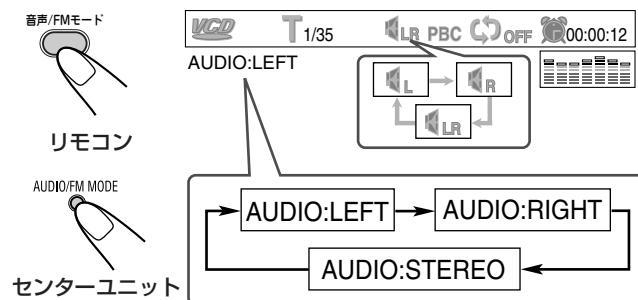 音声/FMモード
リモコン
AUDIO/FM MODE
センターユニット
VCD T1/35 LR PBC OFF 00:00:12
AUDIO:LEFT
L R
LR
AUDIO:LEFT AUDIO:RIGHT
AUDIO:STEREO